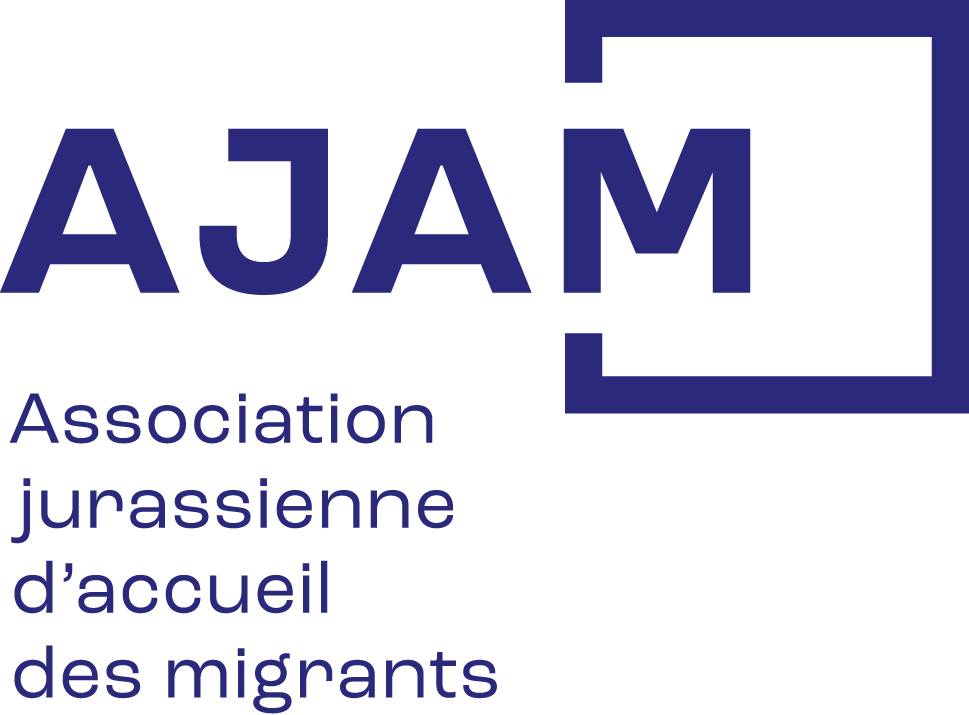 AJAM
Association
jurassienne
d’accueil
des migrants